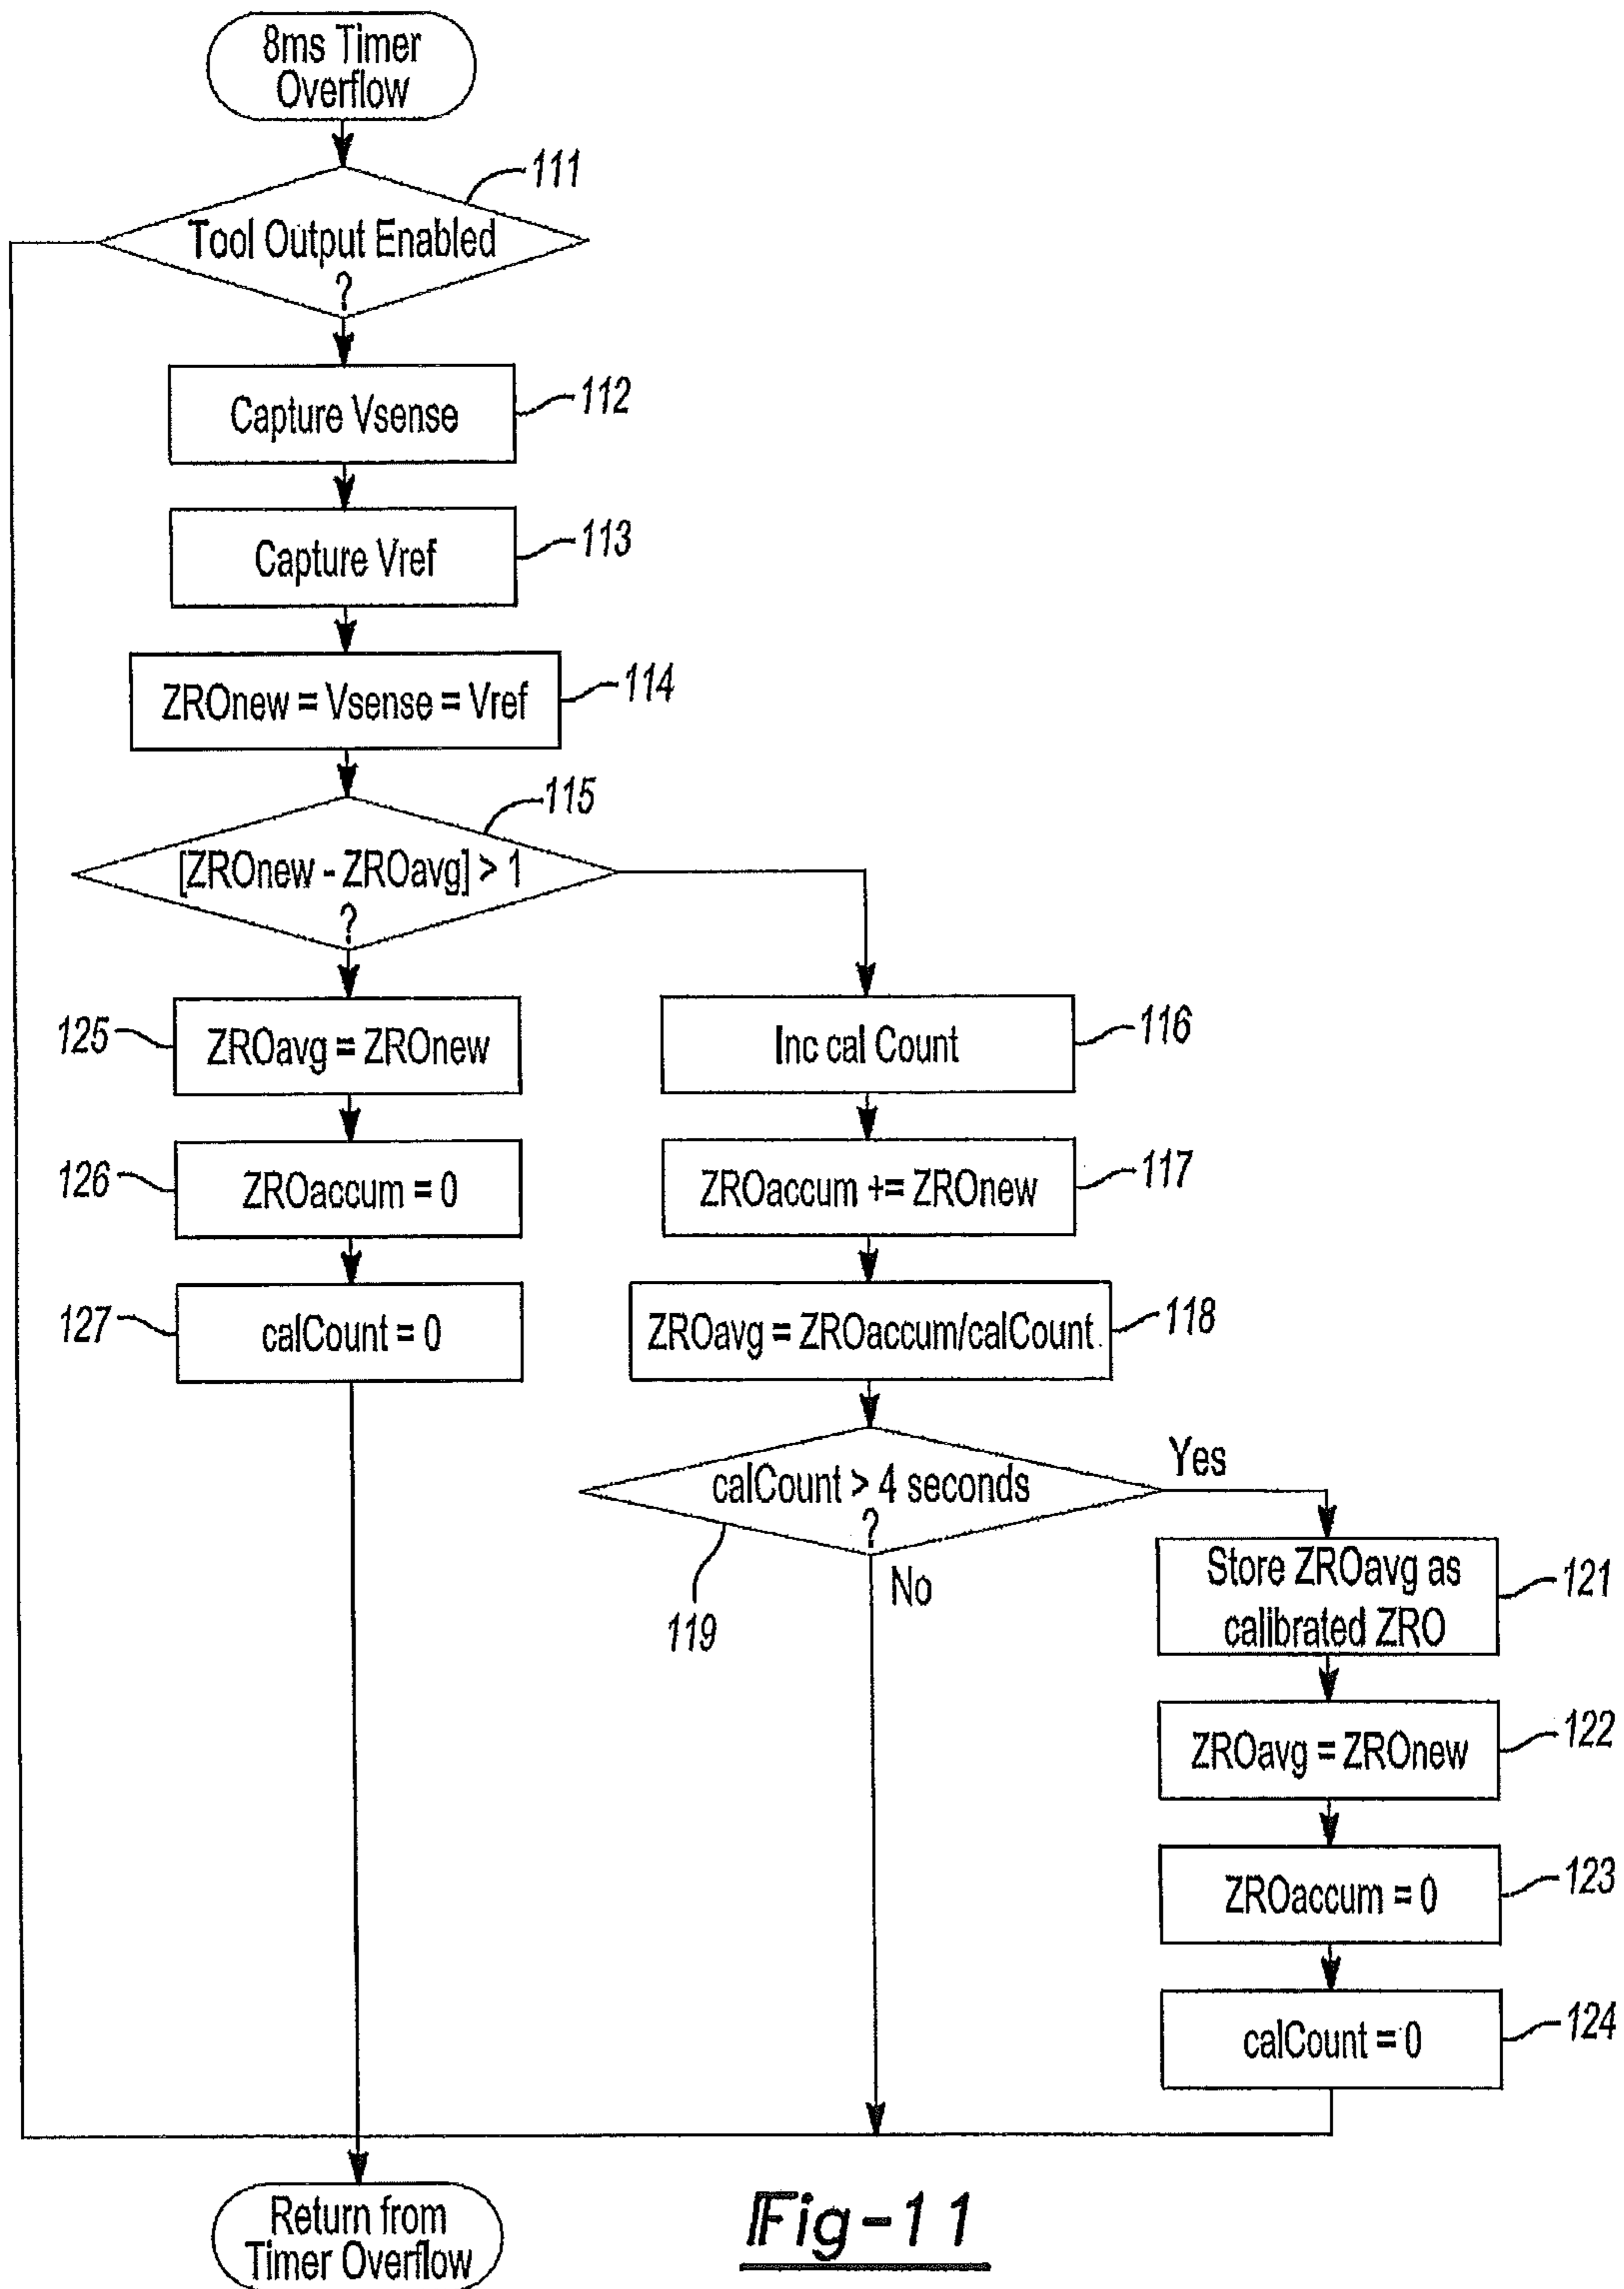 8ms Timer
Overflow
111
Tool Output Enabled
?
Capture Vsense
112
Capture Vref
113
ZROnew = Vsense = Vref
114
115
[ZROnew - ZROavg] > 1
?
125
ZROavg = ZROnew
Inc cal Count
116
126
ZROaccum = 0
ZROaccum += ZROnew
117
127
calCount = 0
ZROavg = ZROaccum/calCount
118
calCount > 4 seconds
?
Yes
No
119
Store ZROavg as
calibrated ZRO
121
ZROavg = ZROnew
122
ZROaccum = 0
123
calCount = 0
124
Return from
Timer Overflow
Fig-11